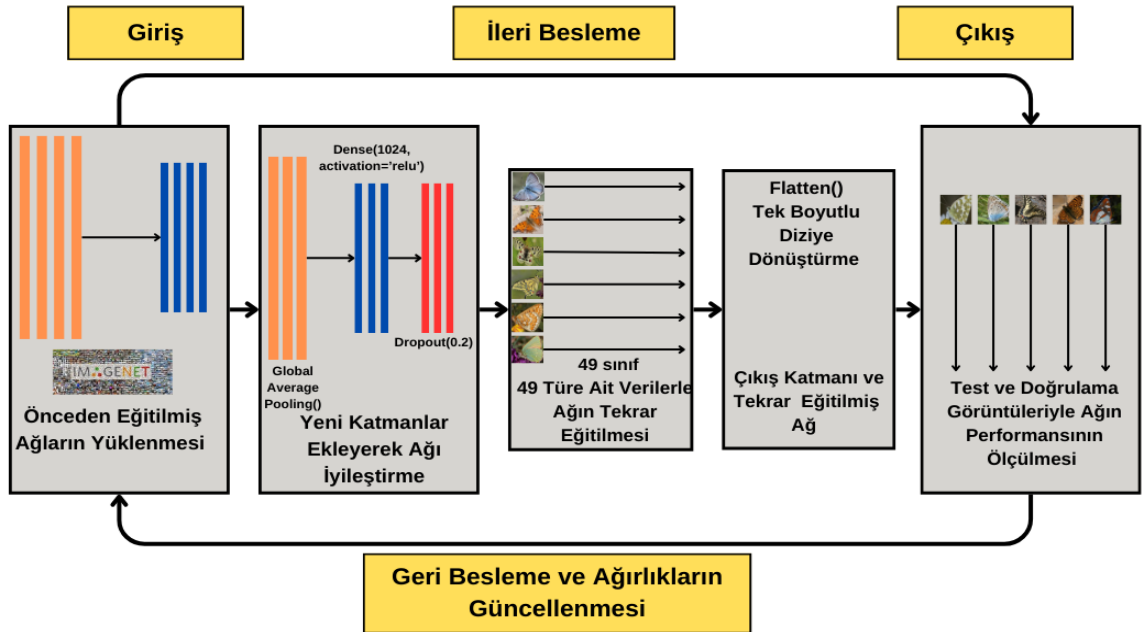 Giriş
İleri Besleme
Çıkış
IMAGENET
Önceden Eğitilmiş
Ağların Yüklenmesi
Dense(1024,
activation='relu')
Dropout(0.2)
Global
Average
Pooling()
Yeni Katmanlar
Ekleyerek Ağı
İyileştirme
49 sınıf
49 Türe Ait Verilerle
Ağın Tekrar
Eğitilmesi
Flatten()
Tek Boyutlu
Diziye
Dönüştürme
Çıkış Katmanı ve
Tekrar Eğitilmiş
Ağ
Test ve Doğrulama
Görüntüleriyle Ağın
Performansının
Ölçülmesi
Geri Besleme ve Ağırlıkların
Güncellenmesi